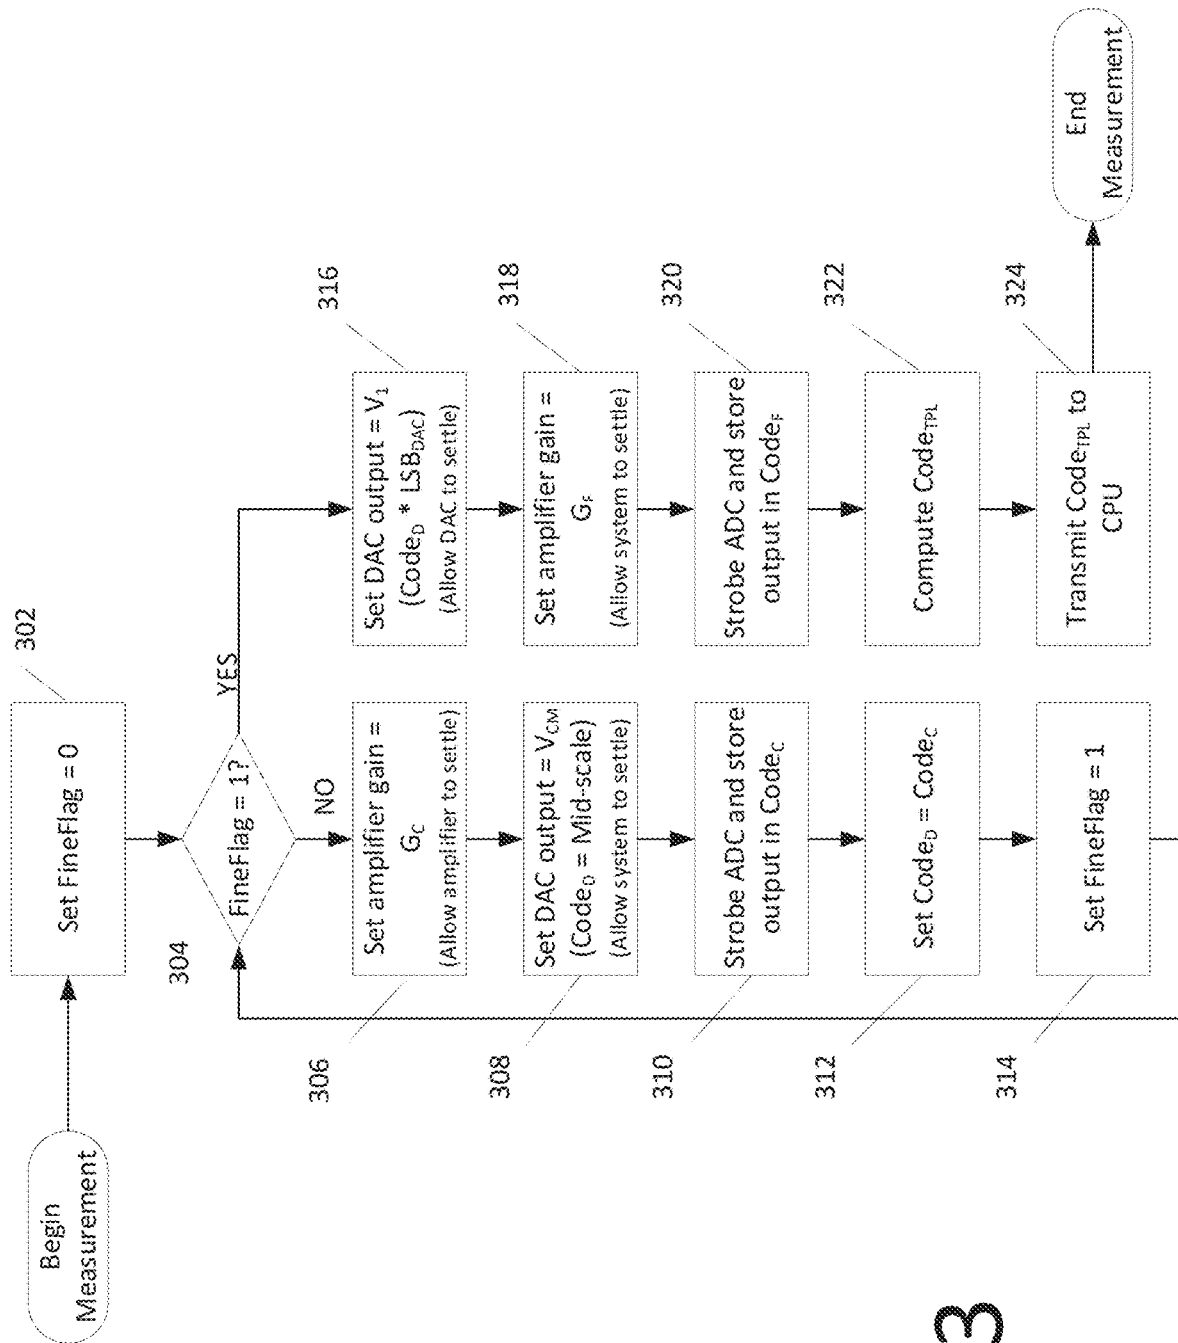 Begin
Measurement
302
Set FineFlag = 0
304
FineFlag = 1?
YES
NO
306
Set amplifier gain =
G_C
(Allow amplifier to settle)
308
Set DAC output = V_CM
(Code_D = Mid-scale)
(Allow system to settle)
310
Strobe ADC and store
output in Code_C
312
Set Code_D = Code_C
314
Set FineFlag = 1
316
Set DAC output = V_1
(Code_D * LSB_DAC)
(Allow DAC to settle)
318
Set amplifier gain =
G_F
(Allow system to settle)
320
Strobe ADC and store
output in Code_F
322
Compute Code_TPL
324
Transmit Code_TPL to
CPU
End
Measurement
3